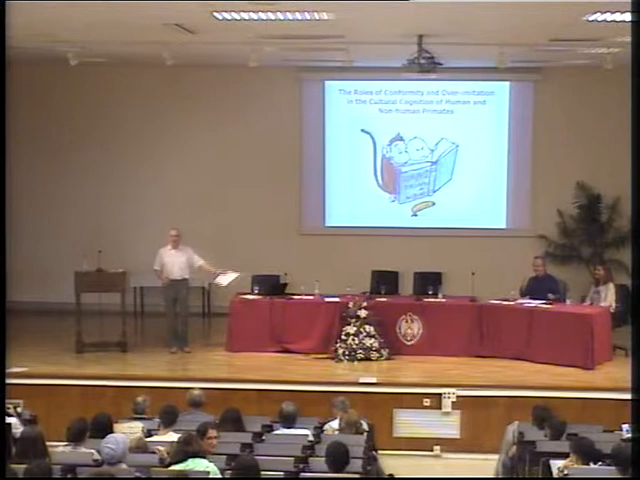 The Roles of Conformity and Over-imitation
in the Cultural Cognition of Human and
Non-human Primates